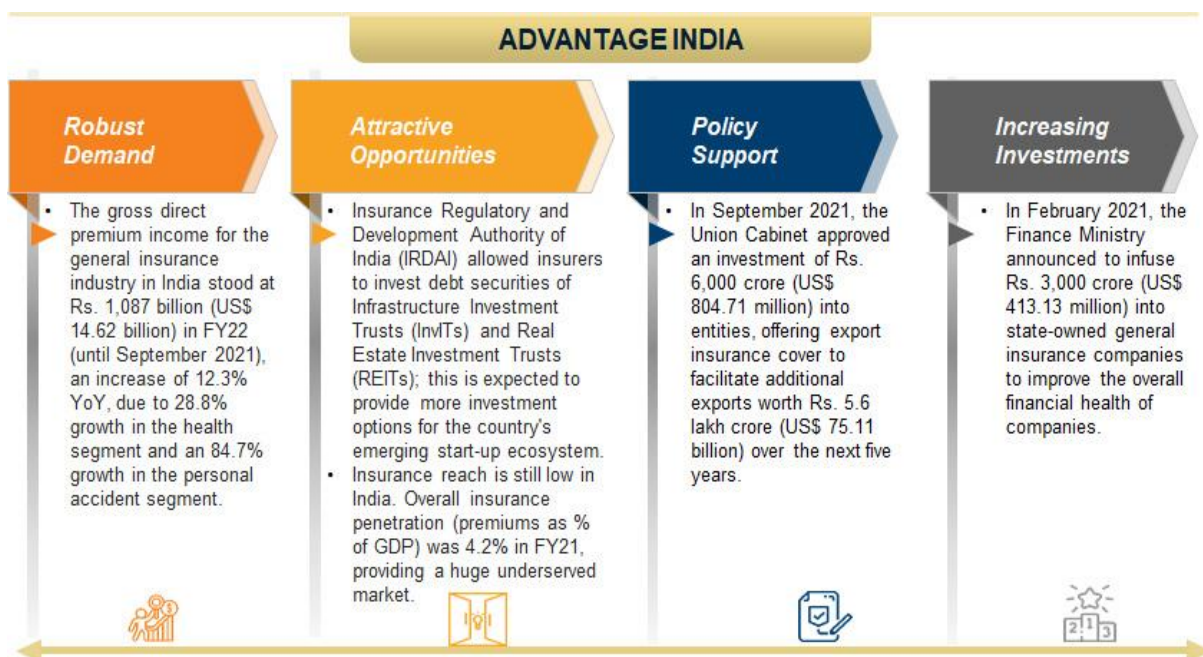 ADVANTAGE INDIA
Robust
Demand
• The gross direct
premium income for the
general insurance
industry in India stood at
Rs. 1,087 billion (US$
14.62 billion) in FY22
(until September 2021),
an increase of 12.3%
YoY, due to 28.8%
growth in the health
segment and an 84.7%
growth in the personal
accident segment.
Attractive
Opportunities
• Insurance Regulatory and
Development Authority of
India (IRDAI) allowed insurers
to invest debt securities of
Infrastructure Investment
Trusts (InvITs) and Real
Estate Investment Trusts
(REITs); this is expected to
provide more investment
options for the country's
emerging start-up ecosystem.
• Insurance reach is still low in
India. Overall insurance
penetration (premiums as %
of GDP) was 4.2% in FY21,
providing a huge underserved
market.
Policy
Support
• In September 2021, the
Union Cabinet approved
an investment of Rs.
6,000 crore (US$
804.71 million) into
entities, offering export
insurance cover to
facilitate additional
exports worth Rs. 5.6
lakh crore (US$ 75.11
billion) over the next five
years.
Increasing
Investments
• In February 2021, the
Finance Ministry
announced to infuse
Rs. 3,000 crore (US$
413.13 million) into
state-owned general
insurance companies
to improve the overall
financial health of
companies.
2 1 3